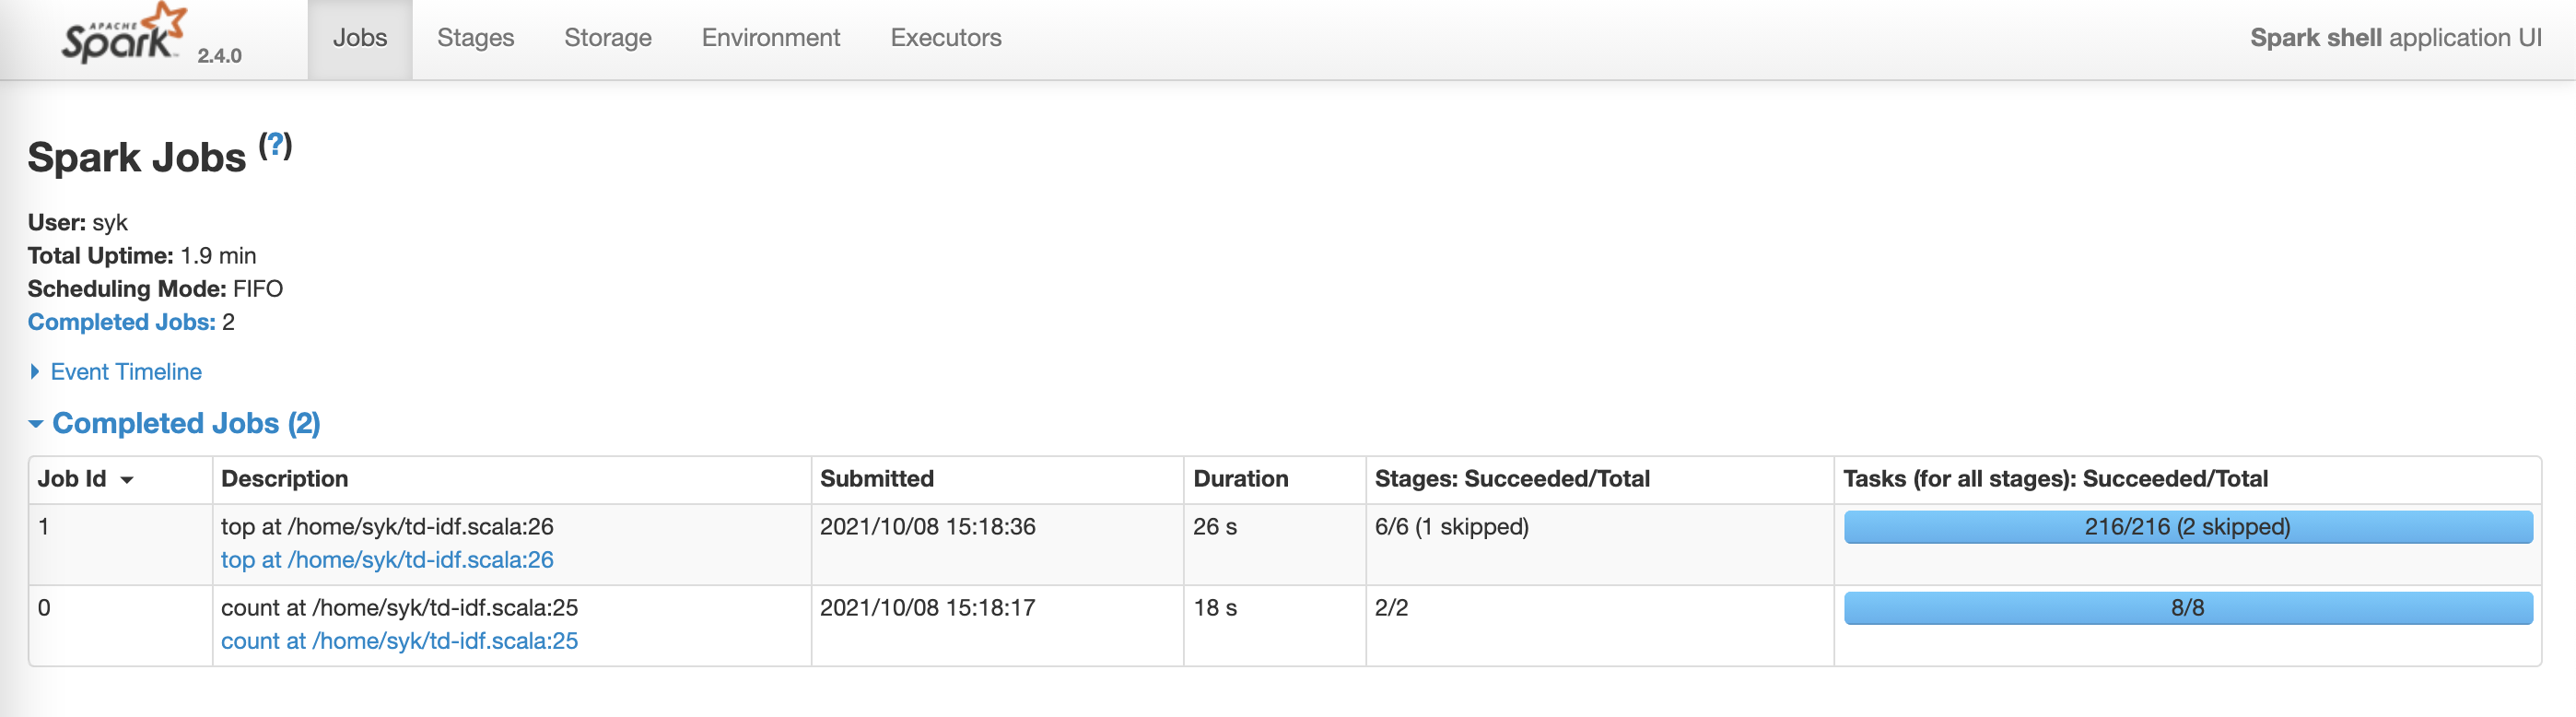 APACHE
Spark 2.4.0 Jobs Stages Storage Environment Executors Spark shell application UI
Spark Jobs (?)
User: syk
Total Uptime: 1.9 min
Scheduling Mode: FIFO
Completed Jobs: 2
Event Timeline
Completed Jobs (2)
Job Id Description Submitted Duration Stages: Succeeded/Total Tasks (for all stages): Succeeded/Total
1 top at /home/syk/td-idf.scala:26 2021/10/08 15:18:36 26 s 6/6 (1 skipped) 216/216 (2 skipped)
top at /home/syk/td-idf.scala:26
0 count at /home/syk/td-idf.scala:25 2021/10/08 15:18:17 18 s 2/2 8/8
count at /home/syk/td-idf.scala:25